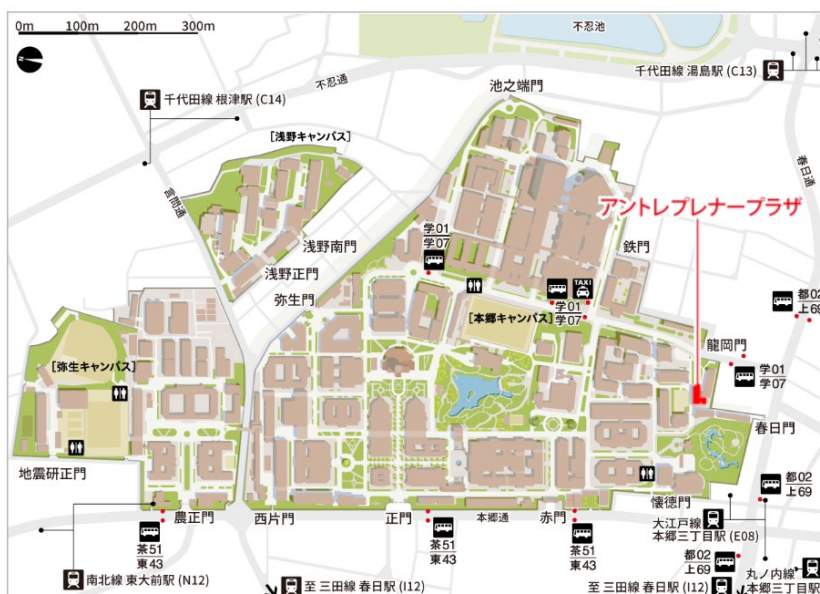 0m 100m 200m 300m
不忍池
千代田線 湯島駅 (C13)
不忍通
池之端門
千代田線 根津駅 (C14)
[浅野キャンパス]
春日通
言問通
アントレプレナープラザ
学01
学07
浅野南門
鉄門
浅野正門
弥生門
TAXI
学01
学07
都02
上69
[本郷キャンパス]
龍岡門
[弥生キャンパス]
学01
学07
春日門
地震研正門
懐徳門
都02
上69
農正門
西片門
正門
本郷通
赤門
大江戸線
本郷三丁目駅 (E08)
茶51
東43
茶51
東43
茶51
東43
都02
上69
丸ノ内線
本郷三丁目駅
南北線 東大前駅 (N12)
至 三田線 春日駅 (I12)
至 三田線 春日駅 (I12)